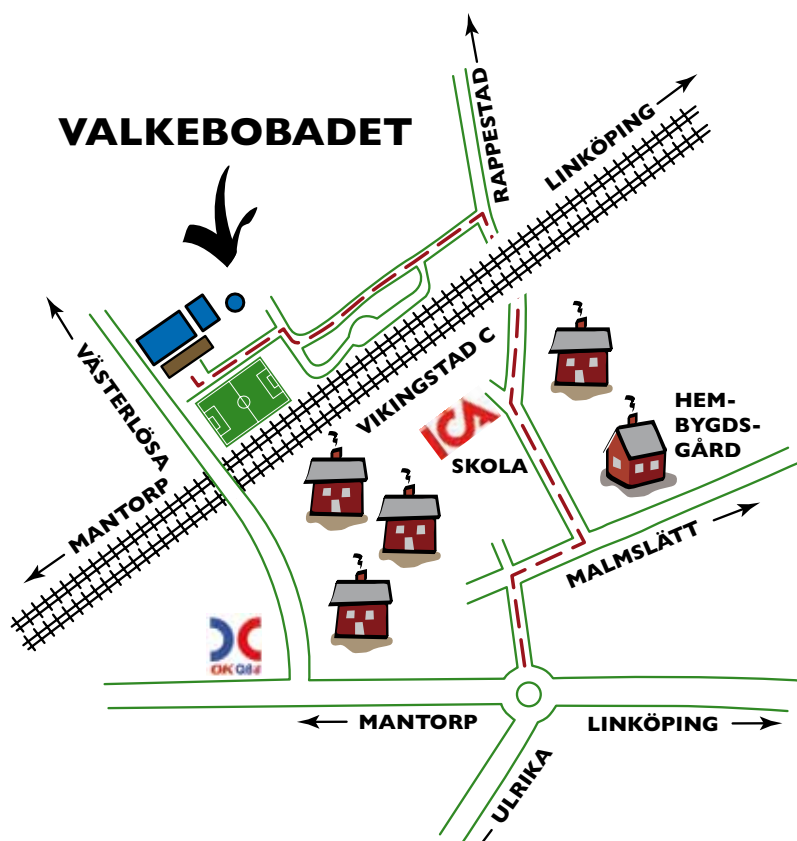 RAPPESTAD
LINKÖPING
VALKEBOBADET
VÄSTERLÖSA
VIKINGSTAD C
ICA
SKOLA
HEM-
BYGDS-
GÅRD
MANTORP
MALMSLÄTT
OK Q8
MANTORP
LINKÖPING
ULRIKA